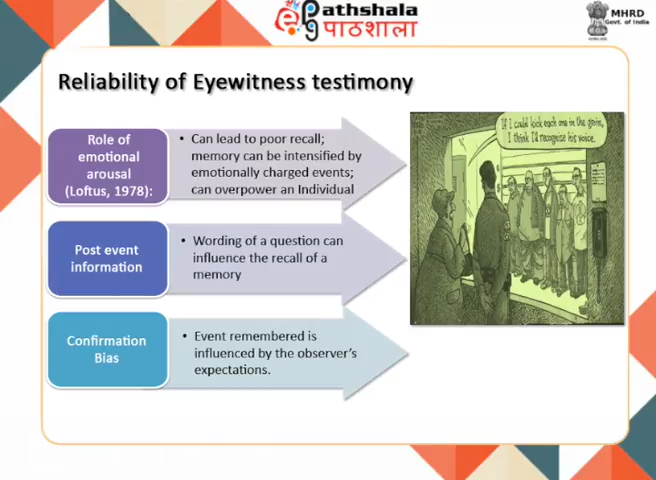 Pathshala
पाठशाला
MHRD
Govt. of India
Reliability of Eyewitness testimony
Role of
emotional
arousal
(Loftus, 1978):
• Can lead to poor recall;
memory can be intensified by
emotionally charged events;
can overpower an Individual
Post event
information
• Wording of a question can
influence the recall of a
memory
Confirmation
Bias
• Event remembered is
influenced by the observer's
expectations.
If I could kick each one in the groin,
I think I'd recognize his voice.